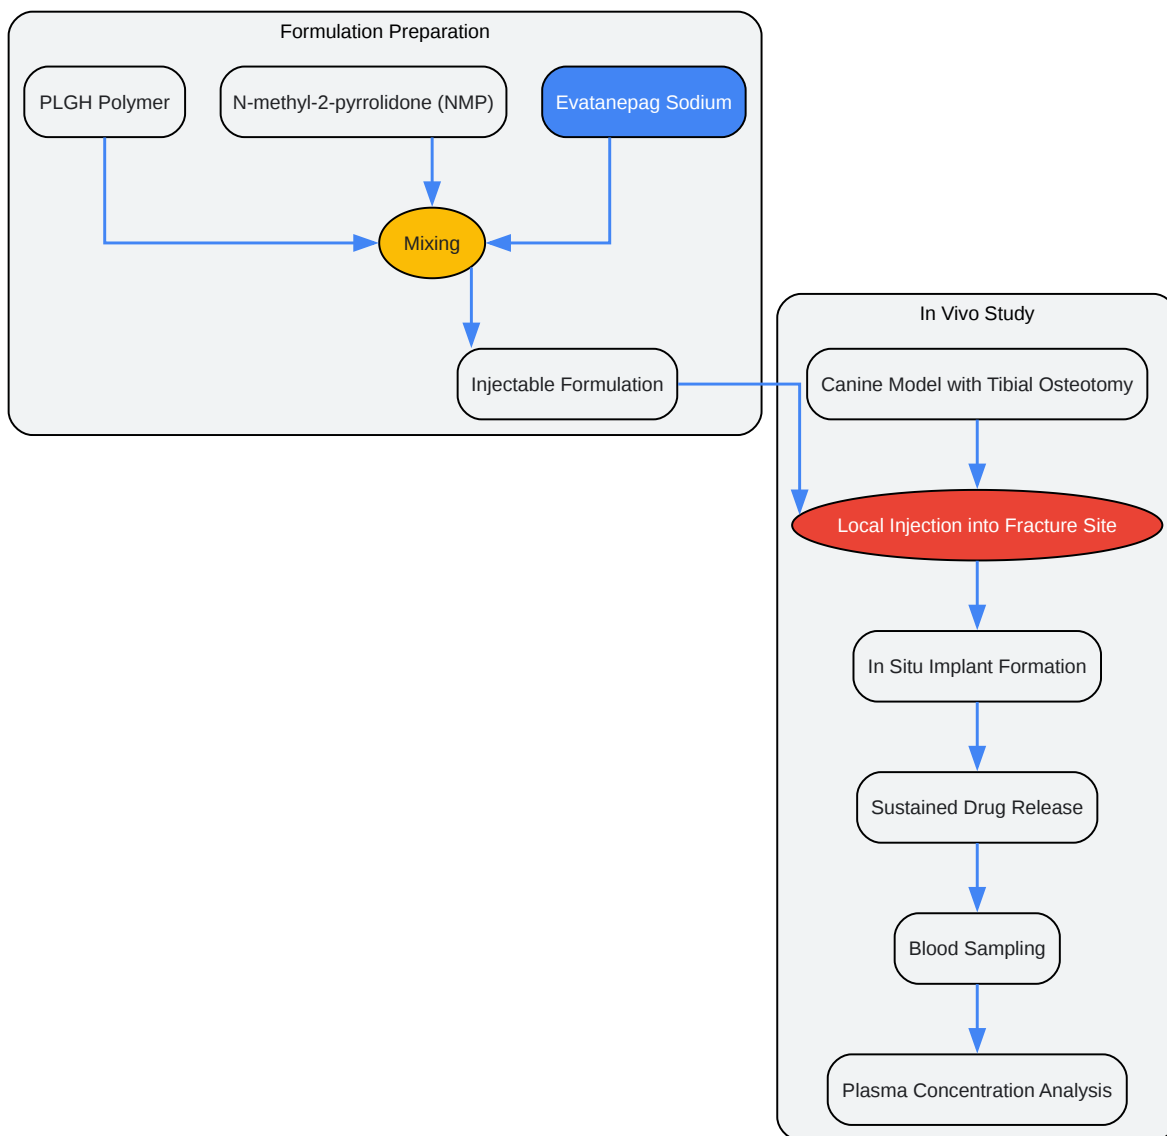 Formulation Preparation
PLGH Polymer
N-methyl-2-pyrrolidone (NMP)
Evatanepag Sodium
Mixing
Injectable Formulation
In Vivo Study
Canine Model with Tibial Osteotomy
Local Injection into Fracture Site
In Situ Implant Formation
Sustained Drug Release
Blood Sampling
Plasma Concentration Analysis